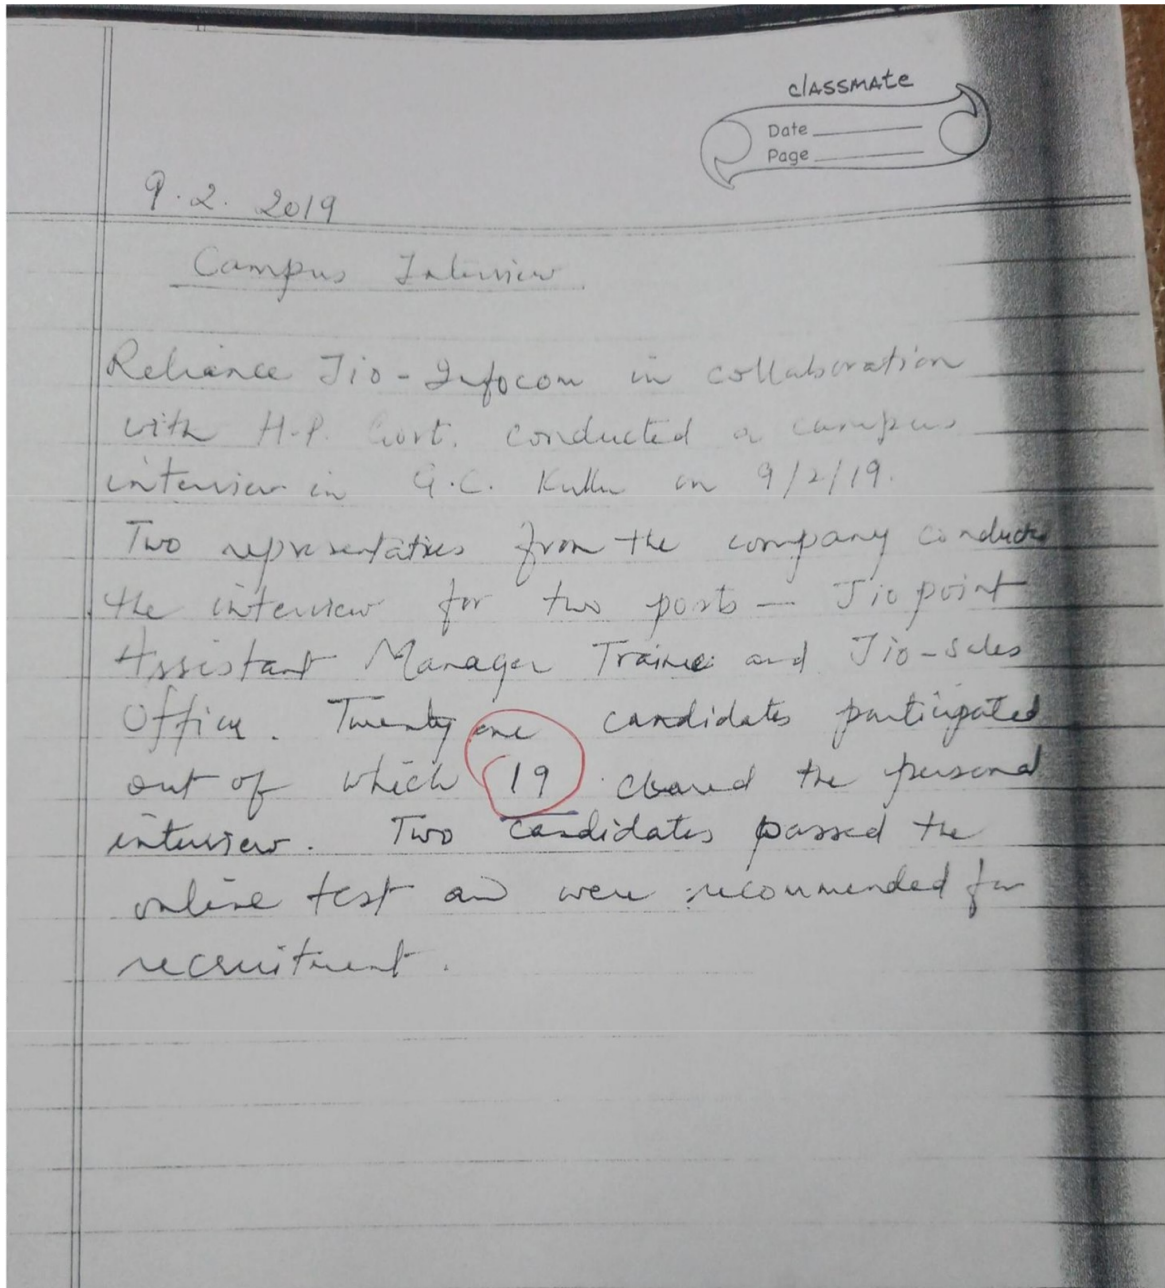 classmate
Date
Page
9.2.2019
Campus Interview
Reliance Jio-Infocom in collaboration
with H.P. Govt. conducted a campus
interview in G.C. Kullu on 9/2/19.
Two representatives from the company conducted
the interview for two posts — Jio point
Assistant Manager Trainee and Jio-Sales
Officer. Twenty one candidates participated
out of which 19 cleared the personal
interview. Two candidates passed the
online test and were recommended for
recruitment.